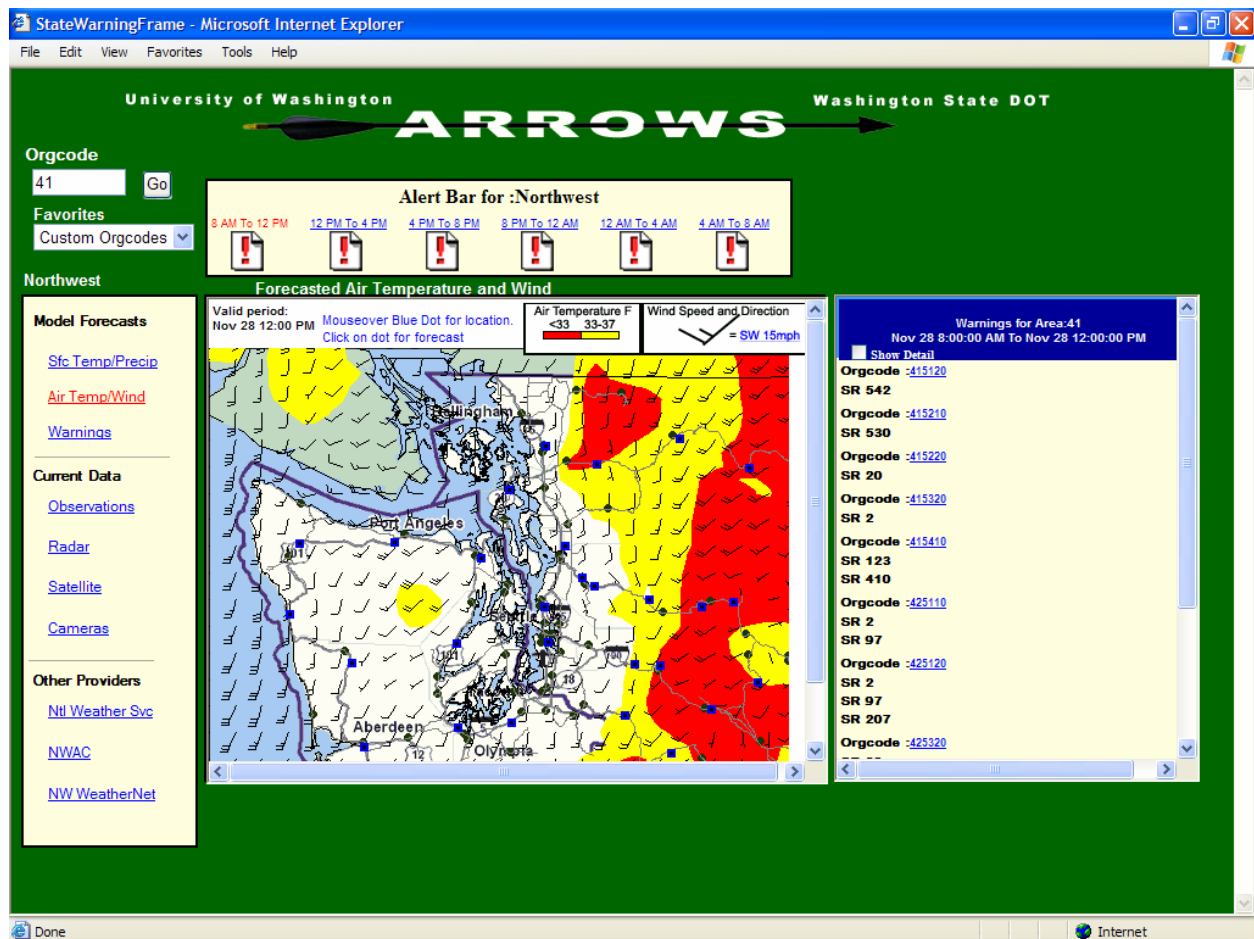 StateWarningFrame - Microsoft Internet Explorer
File Edit View Favorites Tools Help
University of Washington
ARROWS
Washington State DOT
Orgcode
41
Go
Favorites
Custom Orgcodes
Northwest
Alert Bar for :Northwest
8 AM To 12 PM 12 PM To 4 PM 4 PM To 8 PM 8 PM To 12 AM 12 AM To 4 AM 4 AM To 8 AM
Model Forecasts
Sfc Temp/Precip
Air Temp/Wind
Warnings
Current Data
Observations
Radar
Satellite
Cameras
Other Providers
Ntl Weather Svc
NWAC
NW WeatherNet
Forecasted Air Temperature and Wind
Valid period:
Nov 28 12:00 PM
Mouseover Blue Dot for location.
Click on dot for forecast
Air Temperature F
<33 33-37
Wind Speed and Direction
= SW 15mph
Bellingham
Port Angeles
101
Seattle
90
18
Aberdeen
12
Olympia
Warnings for Area:41
Nov 28 8:00:00 AM To Nov 28 12:00:00 PM
Show Detail
Orgcode :415120
SR 542
Orgcode :415210
SR 530
Orgcode :415220
SR 20
Orgcode :415320
SR 2
Orgcode :415410
SR 123
SR 410
Orgcode :425110
SR 2
SR 97
Orgcode :425120
SR 2
SR 97
SR 207
Orgcode :425320
Done
Internet